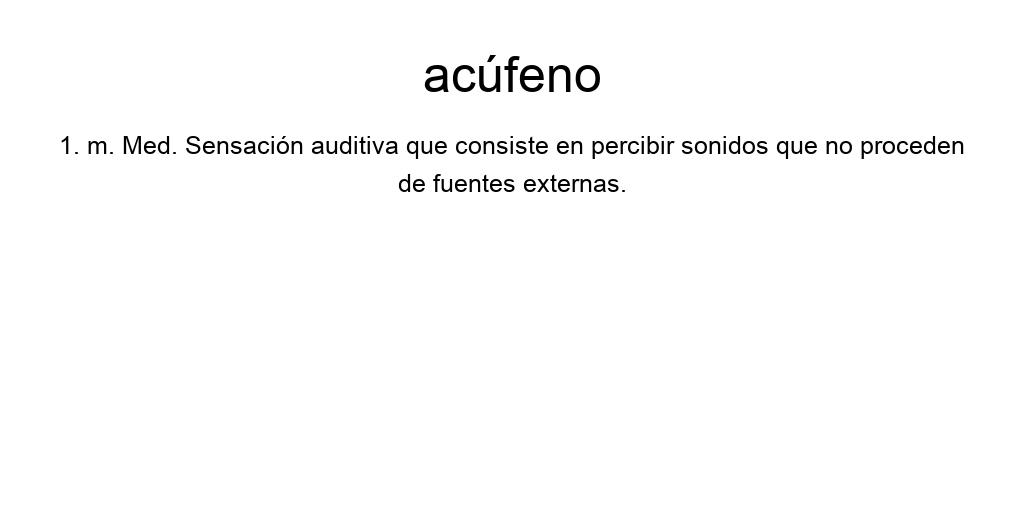 acúfeno
1. m. Med. Sensación auditiva que consiste en percibir sonidos que no proceden
de fuentes externas.